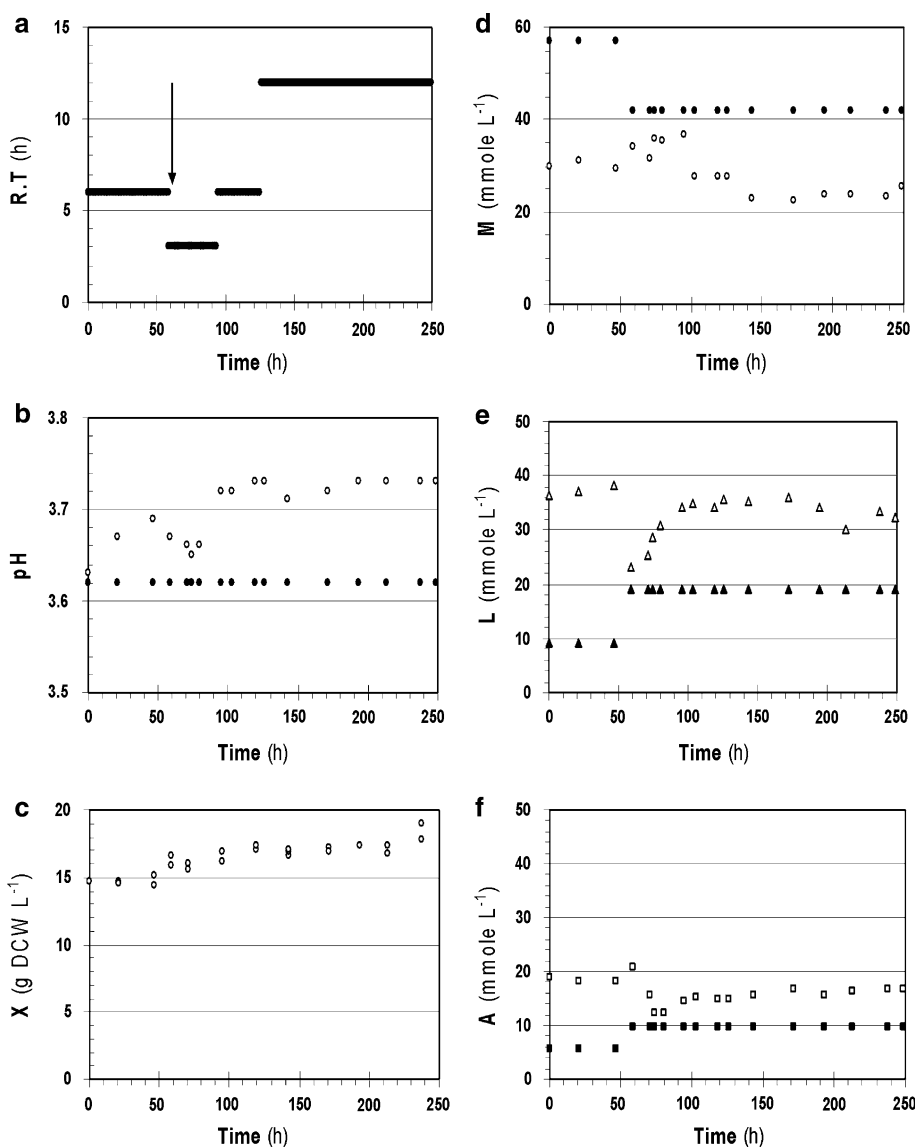 a
15
10
5
0
R.T (h)
0 50 100 150 200 250
Time (h)
b
3.8
3.7
3.6
3.5
pH
0 50 100 150 200 250
Time (h)
c
20
15
10
5
0
X (g DCW L⁻¹)
0 50 100 150 200 250
Time (h)
d
60
40
20
0
M (mmole L⁻¹)
0 50 100 150 200 250
Time (h)
e
50
40
30
20
10
0
L (mmole L⁻¹)
0 50 100 150 200 250
Time (h)
f
50
40
30
20
10
0
A (mmole L⁻¹)
0 50 100 150 200 250
Time (h)